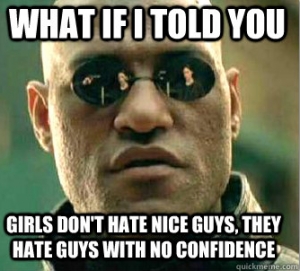 WHAT IF I TOLD YOU
GIRLS DON'T HATE NICE GUYS, THEY
HATE GUYS WITH NO CONFIDENCE
quickmeme.com